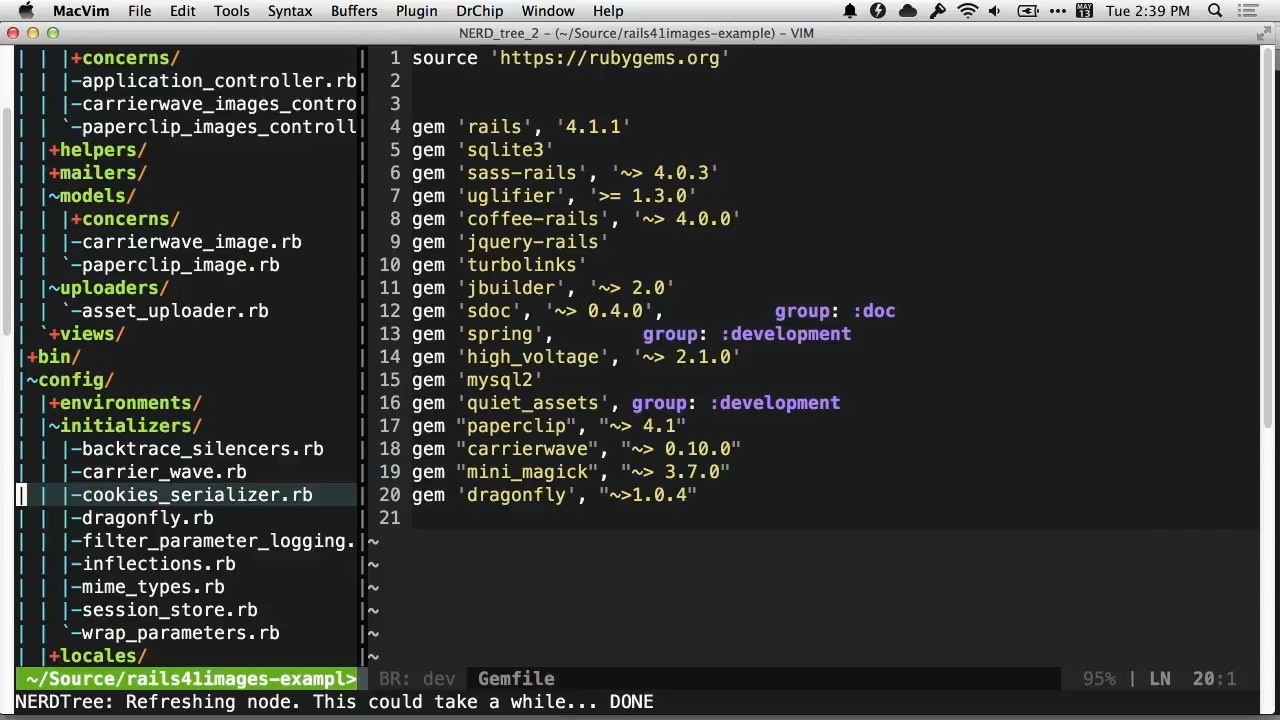 MacVim File Edit Tools Syntax Buffers Plugin DrChip Window Help MAY 13 Tue 2:39 PM
NERD_tree_2 - (~/Source/rails41images-example) - VIM
| | |+concerns/
| | |-application_controller.rb
| | |-carrierwave_images_contro
| | `-paperclip_images_controll
| |+helpers/
| |+mailers/
| |~models/
| | |+concerns/
| | |-carrierwave_image.rb
| | `-paperclip_image.rb
| |~uploaders/
| | `-asset_uploader.rb
| `+views/
|+bin/
|~config/
| |+environments/
| |~initializers/
| | |-backtrace_silencers.rb
| | |-carrier_wave.rb
| | |-cookies_serializer.rb
| | |-dragonfly.rb
| | |-filter_parameter_logging.
| | |-inflections.rb
| | |-mime_types.rb
| | |-session_store.rb
| | `-wrap_parameters.rb
| |+locales/
~/Source/rails41images-exampl>
1 source 'https://rubygems.org'
2
3
4 gem 'rails', '4.1.1'
5 gem 'sqlite3'
6 gem 'sass-rails', '~> 4.0.3'
7 gem 'uglifier', '>= 1.3.0'
8 gem 'coffee-rails', '~> 4.0.0'
9 gem 'jquery-rails'
10 gem 'turbolinks'
11 gem 'jbuilder', '~> 2.0'
12 gem 'sdoc', '~> 0.4.0', group: :doc
13 gem 'spring', group: :development
14 gem 'high_voltage', '~> 2.1.0'
15 gem 'mysql2'
16 gem 'quiet_assets', group: :development
17 gem "paperclip", "~> 4.1"
18 gem "carrierwave", "~> 0.10.0"
19 gem "mini_magick", "~> 3.7.0"
20 gem 'dragonfly', "~>1.0.4"
21
~
~
~
~
~
~
BR: dev Gemfile 95% | LN 20:1
NERDTree: Refreshing node. This could take a while... DONE